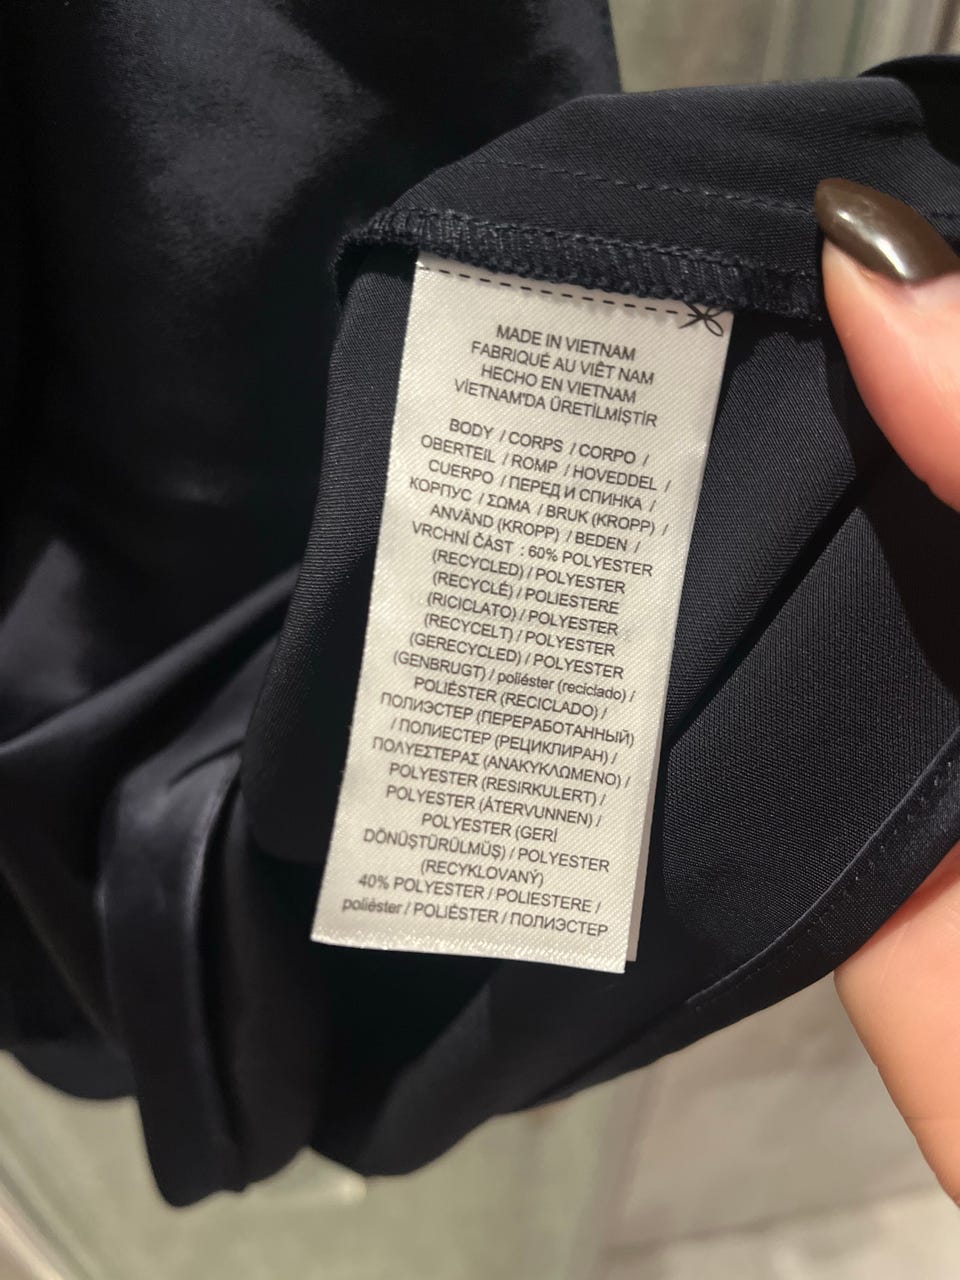 MADE IN VIETNAM
FABRIQUÉ AU VIÊT NAM
HECHO EN VIETNAM
VİETNAM'DA ÜRETİLMİŞTİR
BODY / CORPS / CORPO /
OBERTEIL / ROMP / HOVEDDEL /
CUERPO / ПЕРЕД И СПИНКА /
КОРПУС / ΣΩΜΑ / BRUK (KROPP) /
ANVÄND (KROPP) / BEDEN /
VRCHNÍ ČÁST : 60% POLYESTER
(RECYCLED) / POLYESTER
(RECYCLÉ) / POLIESTERE
(RICICLATO) / POLYESTER
(RECYCELT) / POLYESTER
(GERECYCLED) / POLYESTER
(GENBRUGT) / poliéster (reciclado) /
POLIÉSTER (RECICLADO) /
ПОЛИЭСТЕР (ПЕРЕРАБОТАННЫЙ)
/ ПОЛИЕСТЕР (РЕЦИКЛИРАН) /
ΠΟΛΥΕΣΤΕΡΑΣ (ΑΝΑΚΥΚΛΩΜΕΝΟ) /
POLYESTER (RESIRKULERT) /
POLYESTER (ÅTERVUNNEN) /
POLYESTER (GERİ
DÖNÜŞTÜRÜLMÜŞ) / POLYESTER
(RECYKLOVANÝ)
40% POLYESTER / POLIESTERE /
poliéster / POLIÉSTER / ПОЛИЭСТЕР